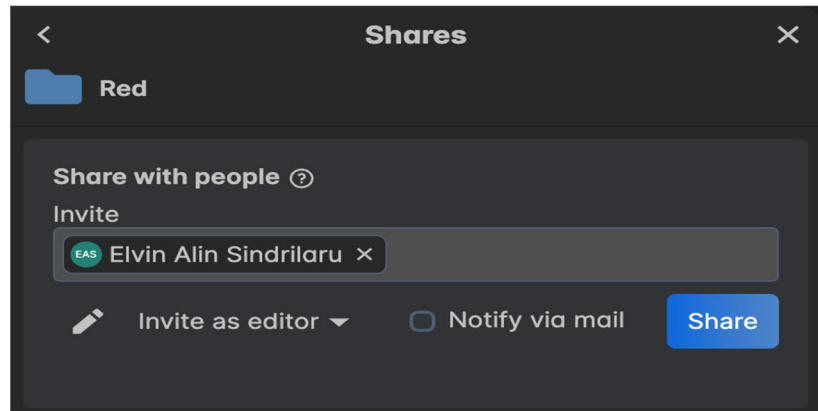 Shares
Red
Share with people
Invite
EAS Elvin Alin Sindrilaru
Invite as editor Notify via mail Share